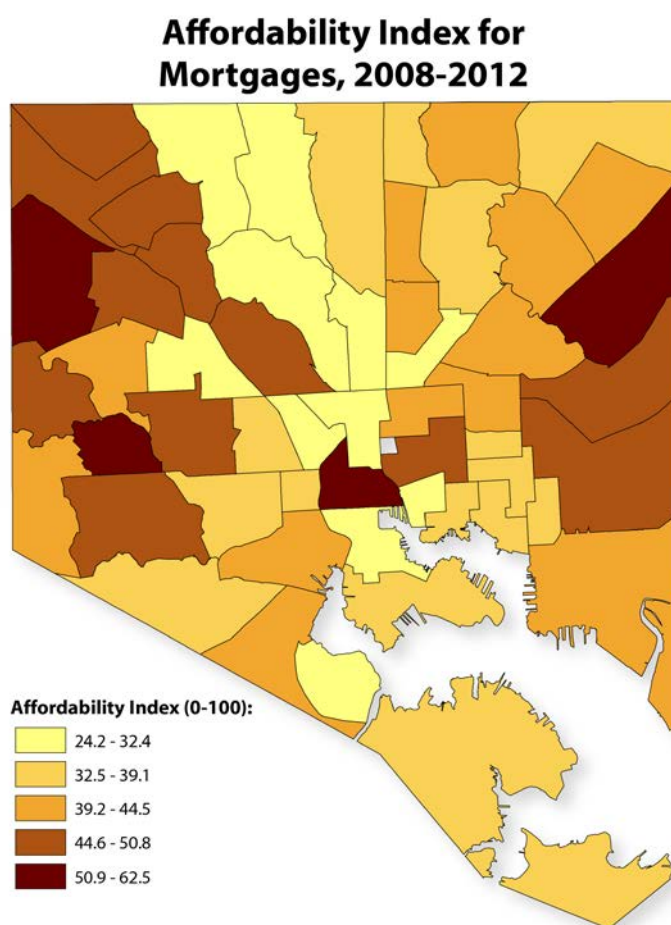 Affordability Index for
Mortgages, 2008-2012
Affordability Index (0-100):
24.2 - 32.4
32.5 - 39.1
39.2 - 44.5
44.6 - 50.8
50.9 - 62.5